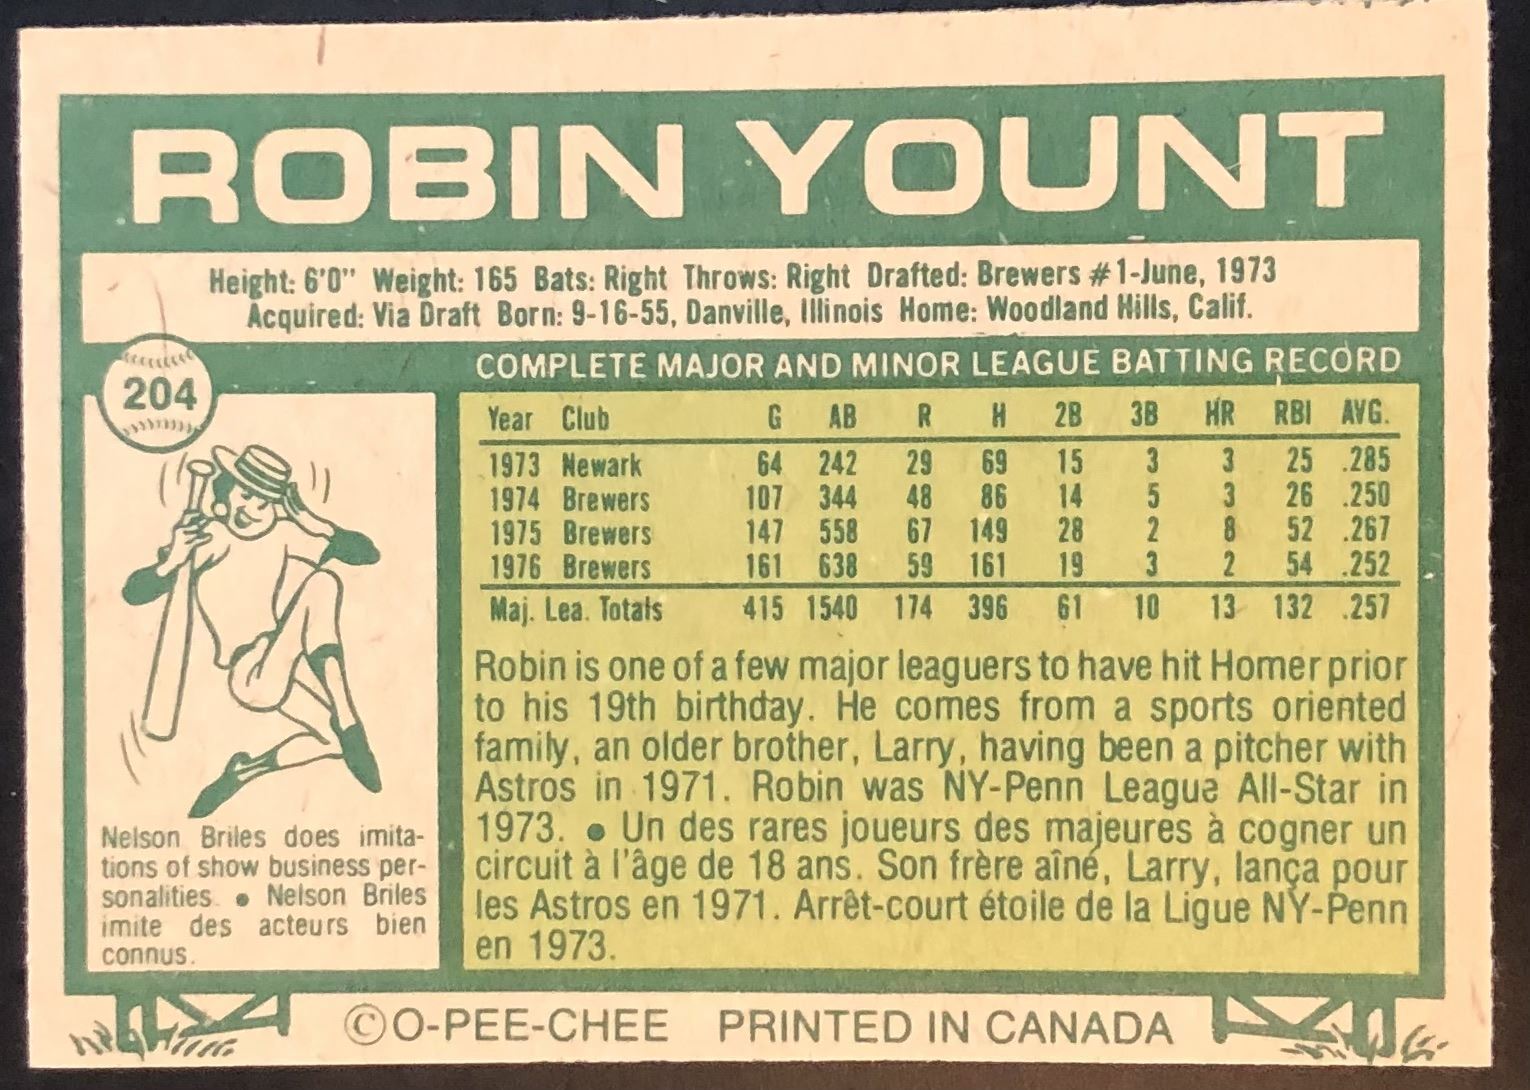 ROBIN YOUNT
Height: 6'0" Weight: 165 Bats: Right Throws: Right Drafted: Brewers #1-June, 1973
Acquired: Via Draft Born: 9-16-55, Danville, Illinois Home: Woodland Hills, Calif.
204
COMPLETE MAJOR AND MINOR LEAGUE BATTING RECORD
Year Club G AB R H 2B 3B HR RBI AVG.
1973 Newark 64 242 29 69 15 3 3 25 .285
1974 Brewers 107 344 48 86 14 5 3 26 .250
1975 Brewers 147 558 67 149 28 2 8 52 .267
1976 Brewers 161 638 59 161 19 3 2 54 .252
Maj. Lea. Totals 415 1540 174 396 61 10 13 132 .257
Robin is one of a few major leaguers to have hit Homer prior
to his 19th birthday. He comes from a sports oriented
family, an older brother, Larry, having been a pitcher with
Astros in 1971. Robin was NY-Penn League All-Star in
1973. • Un des rares joueurs des majeures à cogner un
circuit à l'âge de 18 ans. Son frère aîné, Larry, lança pour
les Astros en 1971. Arrêt-court étoile de la Ligue NY-Penn
en 1973.
Nelson Briles does imita-
tions of show business per-
sonalities. • Nelson Briles
imite des acteurs bien
connus.
©O-PEE-CHEE PRINTED IN CANADA